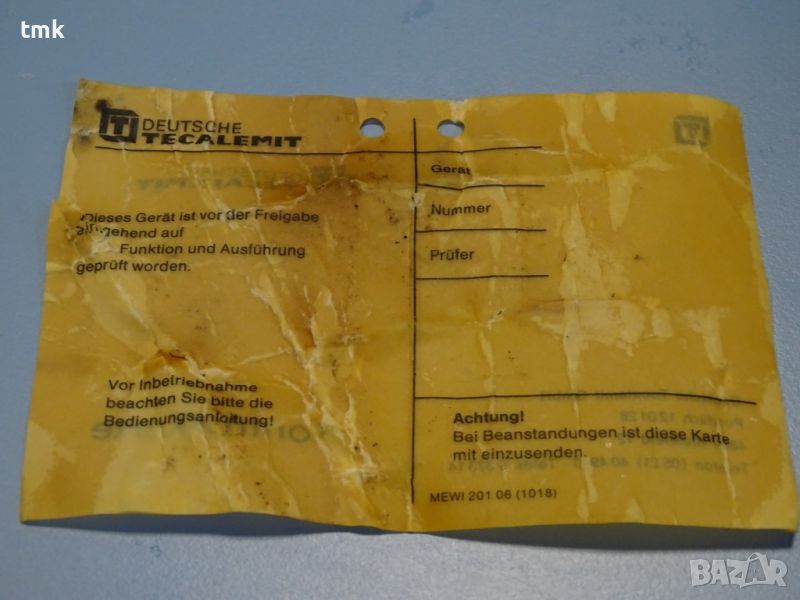 tmk
DEUTSCHE
TECALEMIT
Dieses Gerät ist vor der Freigabe
eingehend auf
Funktion und Ausführung
geprüft worden.
Vor Inbetriebnahme
beachten Sie bitte die
Bedienungsanleitung!
Gerät
Nummer
Prüfer
Achtung!
Bei Beanstandungen ist diese Karte
mit einzusenden.
MEWI 201 06 (1018)
BAZAR